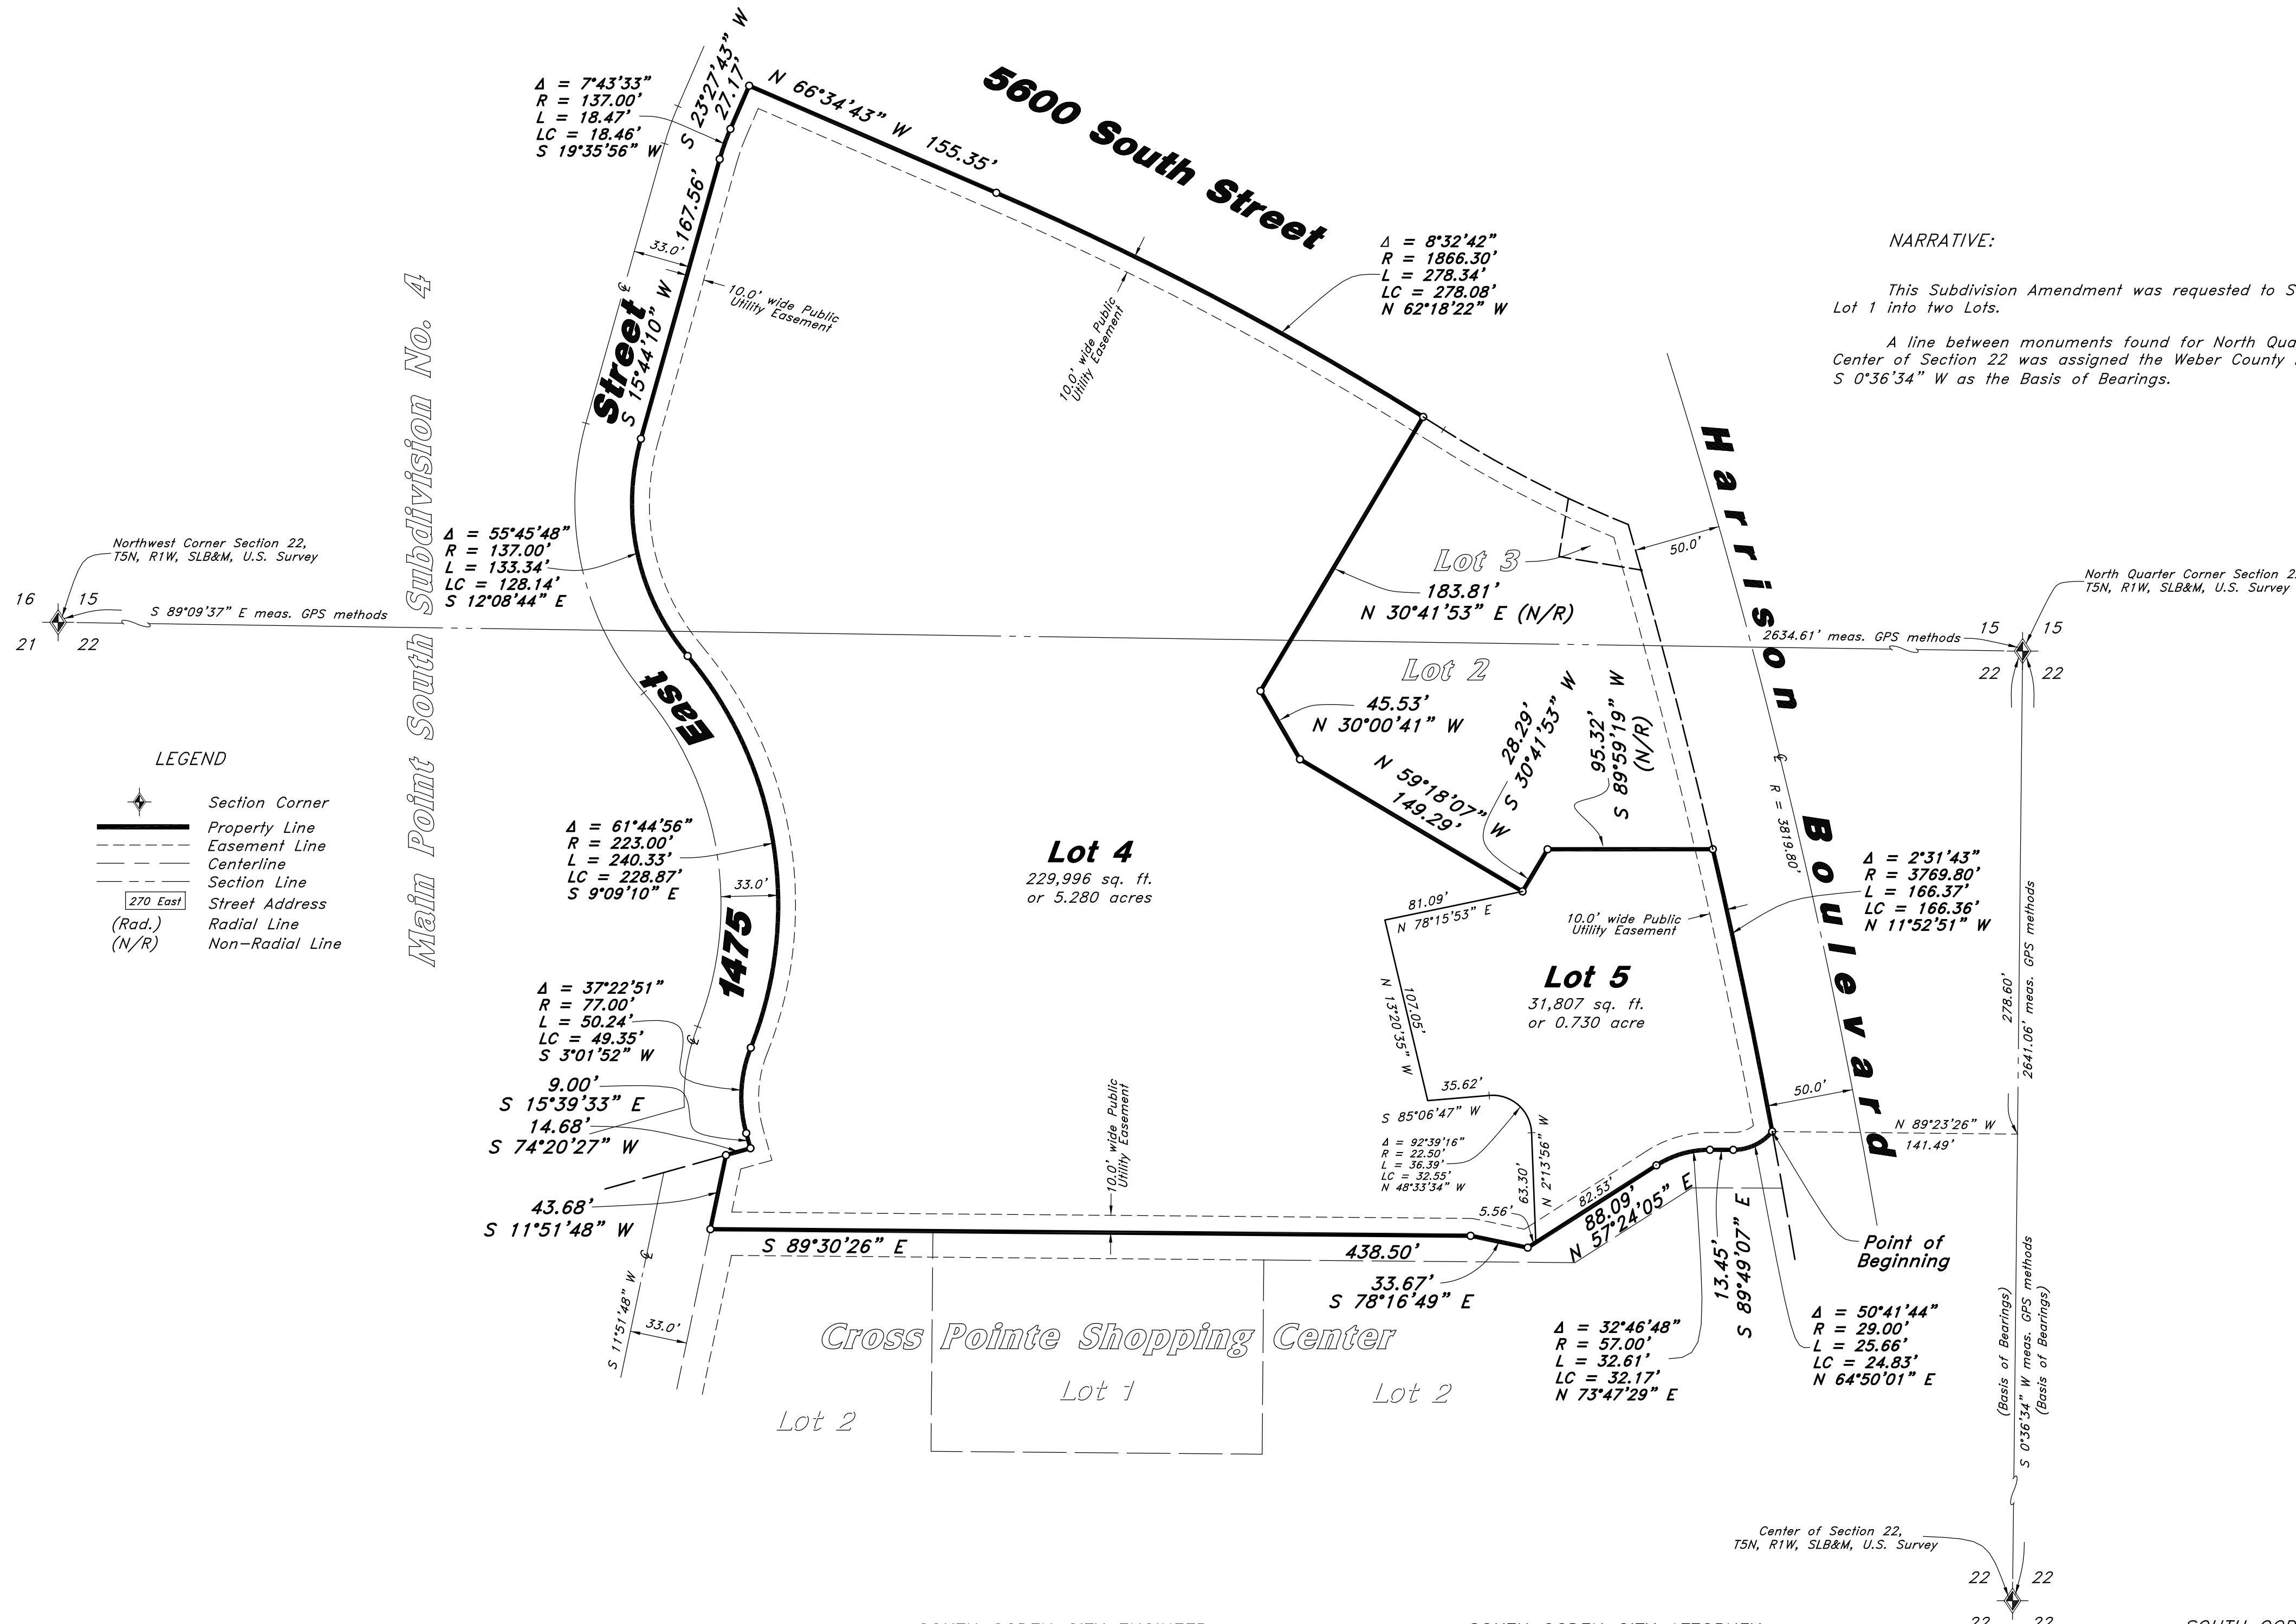 Δ = 7°43'33"
R = 137.00'
L = 18.47'
LC = 18.46'
S 19°35'56" W
S 23°27'43" W
27.17'
N 66°34'43" W 155.35'
5600 South Street
Δ = 8°32'42"
R = 1866.30'
L = 278.34'
LC = 278.08'
N 62°18'22" W
NARRATIVE:
This Subdivision Amendment was requested to S
Lot 1 into two Lots.
A line between monuments found for North Qua
Center of Section 22 was assigned the Weber County
S 0°36'34" W as the Basis of Bearings.
S 15°44'10" W 167.56'
33.0'
10.0' wide Public
Utility Easement
10.0' wide Public
Utility Easement
1475 East Street
Main Point South Subdivision No. 4
Harrison Boulevard
Northwest Corner Section 22,
T5N, R1W, SLB&M, U.S. Survey
16 15
21 22
S 89°09'37" E meas. GPS methods
Δ = 55°45'48"
R = 137.00'
L = 133.34'
LC = 128.14'
S 12°08'44" E
50.0'
Lot 3
183.81'
N 30°41'53" E (N/R)
2634.61' meas. GPS methods
15 15
22 22
North Quarter Corner Section 2
T5N, R1W, SLB&M, U.S. Survey
Lot 2
45.53'
N 30°00'41" W
28.29'
S 30°41'53" W
95.32'
S 89°59'19" W
(N/R)
N 59°18'07" W
149.29'
R = 3819.80'
LEGEND
Section Corner
Property Line
Easement Line
Centerline
Section Line
270 East Street Address
(Rad.) Radial Line
(N/R) Non-Radial Line
Δ = 61°44'56"
R = 223.00'
L = 240.33'
LC = 228.87'
S 9°09'10" E
33.0'
Lot 4
229,996 sq. ft.
or 5.280 acres
Δ = 2°31'43"
R = 3769.80'
L = 166.37'
LC = 166.36'
N 11°52'51" W
81.09'
N 78°15'53" E
10.0' wide Public
Utility Easement
Lot 5
31,807 sq. ft.
or 0.730 acre
107.05'
N 13°20'35" W
278.60'
2641.06' meas. GPS methods
Δ = 37°22'51"
R = 77.00'
L = 50.24'
LC = 49.35'
S 3°01'52" W
9.00'
S 15°39'33" E
14.68'
S 74°20'27" W
35.62'
S 85°06'47" W
50.0'
N 89°23'26" W
141.49'
Δ = 92°39'16"
R = 22.50'
L = 36.39'
LC = 32.55'
N 48°33'34" W
63.30'
N 2°13'56" W
10.0' wide Public
Utility Easement
43.68'
S 11°51'48" W
5.56'
82.53'
88.09'
N 57°24'05" E
13.45'
S 89°49'07" E
Point of
Beginning
S 89°30'26" E 438.50'
33.67'
S 78°16'49" E
S 11°51'48" W
33.0'
Cross Pointe Shopping Center
Lot 2
Lot 1
Lot 2
Δ = 32°46'48"
R = 57.00'
L = 32.61'
LC = 32.17'
N 73°47'29" E
Δ = 50°41'44"
R = 29.00'
L = 25.66'
LC = 24.83'
N 64°50'01" E
(Basis of Bearings)
S 0°36'34" W meas. GPS methods
(Basis of Bearings)
Center of Section 22,
T5N, R1W, SLB&M, U.S. Survey
22 22
22 22